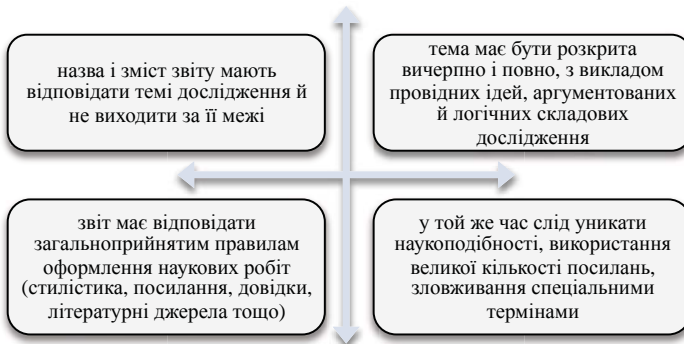 назва і зміст звіту мають
відповідати темі дослідження й
не виходити за її межі
тема має бути розкрита
вичерпно і повно, з викладом
провідних ідей, аргументованих
й логічних складових
дослідження
звіт має відповідати
загальноприйнятим правилам
оформлення наукових робіт
(стилістика, посилання, довідки,
літературні джерела тощо)
у той же час слід уникати
наукоподібності, використання
великої кількості посилань,
зловживання спеціальними
термінами